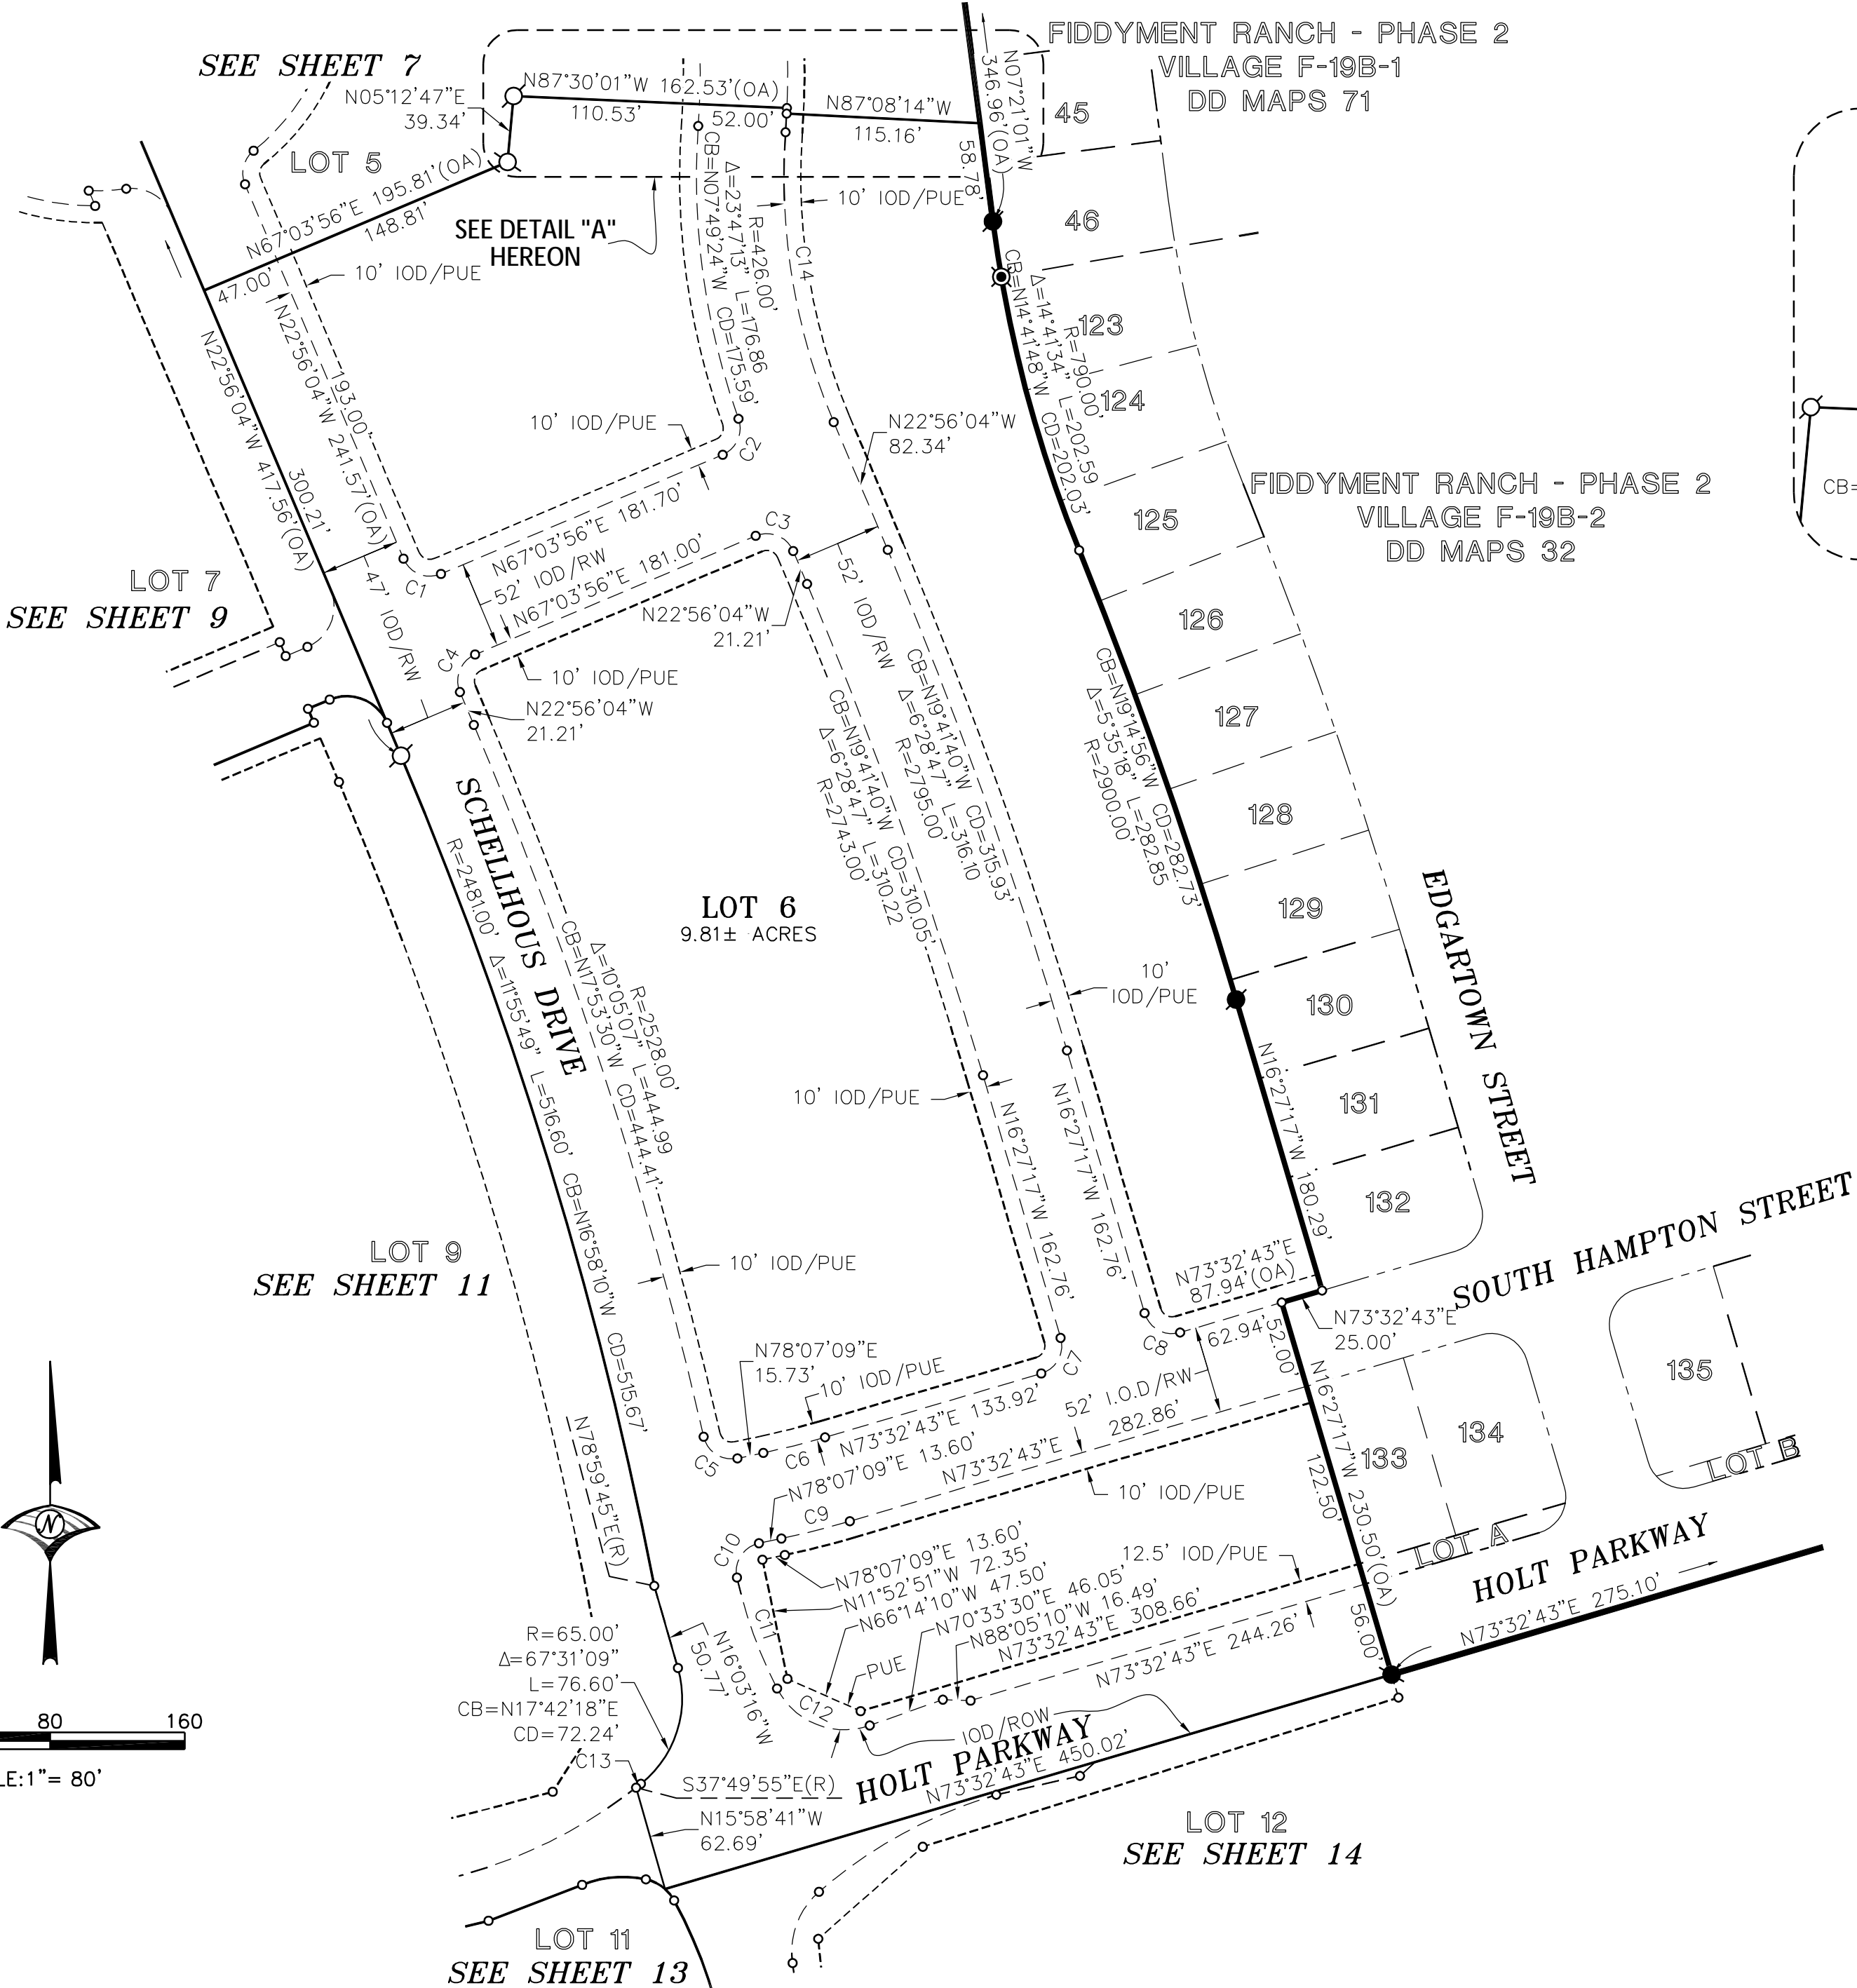 FIDDYMENT RANCH - PHASE 2
VILLAGE F-19B-1
DD MAPS 71
SEE SHEET 7
N05°12'47"E
39.34'
N87°30'01"W 162.53'(OA)
110.53'
52.00'
N87°08'14"W
115.16'
N07°21'01"W
346.96'(OA)
58.78'
45
46
LOT 5
N67°03'56"E 195.81'(OA)
148.81'
47.00'
SEE DETAIL "A"
HEREON
10' IOD/PUE
10' IOD/PUE
R=426.00'
Δ=23°47'13" L=176.86
CB=N07°49'24"W CD=175.59'
C14
R=790.00'
Δ=14°41'34" L=202.59
CB=N14°41'48"W CD=202.03'
123
124
125
126
127
128
129
130
131
132
133
134
135
N22°56'04"W 417.56'(OA)
300.21'
193.00'
N22°56'04"W 241.57'(OA)
10' IOD/PUE
C2
N22°56'04"W
82.34'
FIDDYMENT RANCH - PHASE 2
VILLAGE F-19B-2
DD MAPS 32
CB=
LOT 7
SEE SHEET 9
C1
47' IOD/RW
N67°03'56"E 181.70'
52' IOD/RW
N67°03'56"E 181.00'
C3
52' IOD/RW
N22°56'04"W
21.21'
C4
10' IOD/PUE
N22°56'04"W
21.21'
CB=N19°41'40"W CD=315.93'
Δ=6°28'47" L=316.10
R=2795.00'
CB=N19°41'40"W CD=310.05'
Δ=6°28'47" L=310.22
R=2743.00'
CB=N19°14'56"W CD=282.73'
Δ=5°35'18" L=282.85
R=2900.00'
SCHELLHOUS DRIVE
R=2481.00' Δ=11°55'49" L=516.60' CB=N16°58'10"W CD=515.67'
R=2528.00'
Δ=10°05'07" L=444.99
CB=N17°53'30"W CD=444.41'
LOT 6
9.81± ACRES
EDGARTOWN STREET
10'
IOD/PUE
10' IOD/PUE
N16°27'17"W 180.29'
N16°27'17"W 162.76'
N16°27'17"W 162.76'
LOT 9
SEE SHEET 11
10' IOD/PUE
N73°32'43"E
87.94'(OA)
SOUTH HAMPTON STREET
N73°32'43"E
25.00'
62.94'
52.00'
C8
C7
N78°07'09"E
15.73'
10' IOD/PUE
52' I.O.D/RW
N73°32'43"E 133.92'
N73°32'43"E 282.86'
C5
C6
N78°07'09"E 13.60'
C9
C10
10' IOD/PUE
N16°27'17"W 230.50'(OA)
122.50'
56.00'
LOT A
LOT B
N78°59'45"E(R)
N78°07'09"E 13.60'
N11°52'51"W 72.35'
N66°14'10"W 47.50'
N70°33'30"E 46.05'
N88°05'10"W 16.49'
N73°32'43"E 308.66'
12.5' IOD/PUE
HOLT PARKWAY
N73°32'43"E 275.10'
N73°32'43"E 244.26'
C11
C12
PUE
IOD/ROW
R=65.00'
Δ=67°31'09"
L=76.60'
CB=N17°42'18"E
CD=72.24'
C13
N16°03'16"W
50.77'
S37°49'55"E(R)
N15°58'41"W
62.69'
HOLT PARKWAY
N73°32'43"E 450.02'
LOT 12
SEE SHEET 14
LOT 11
SEE SHEET 13
N
80
160
LE:1"= 80'